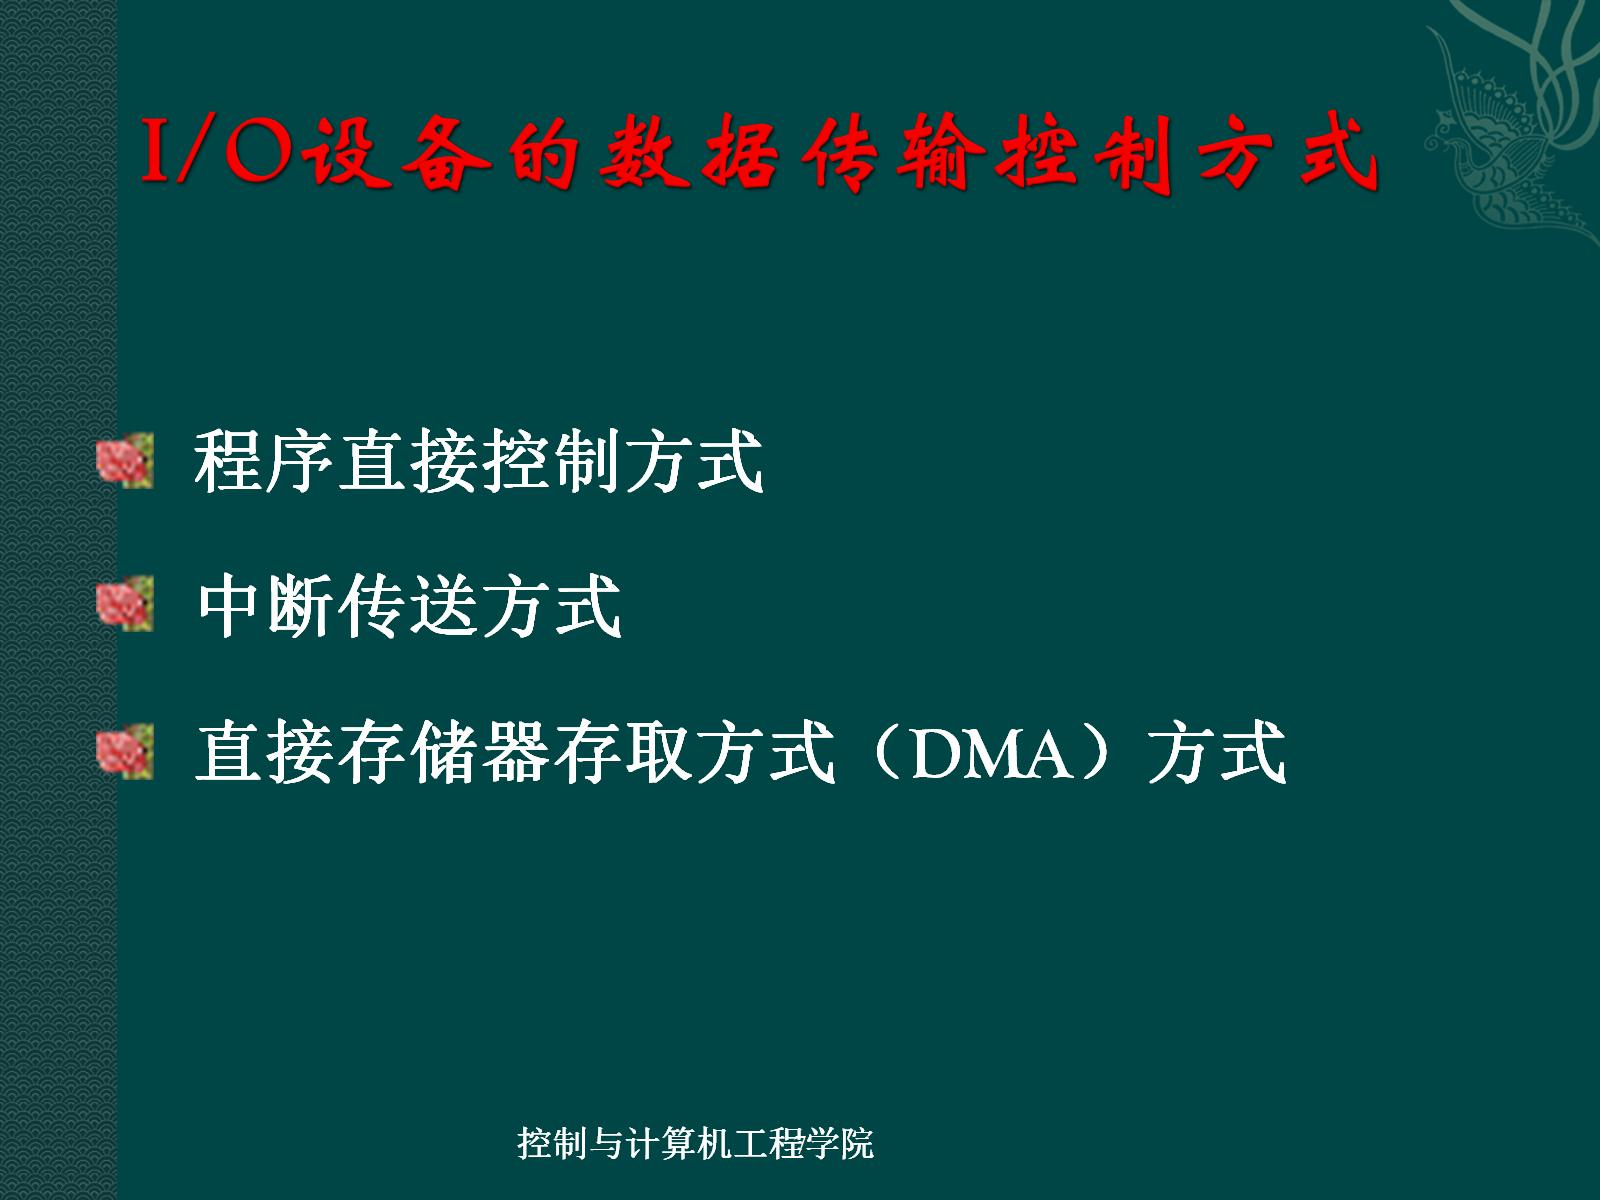 I/O设备的数据传输控制方式
程序直接控制方式
中断传送方式
直接存储器存取方式（DMA）方式
控制与计算机工程学院